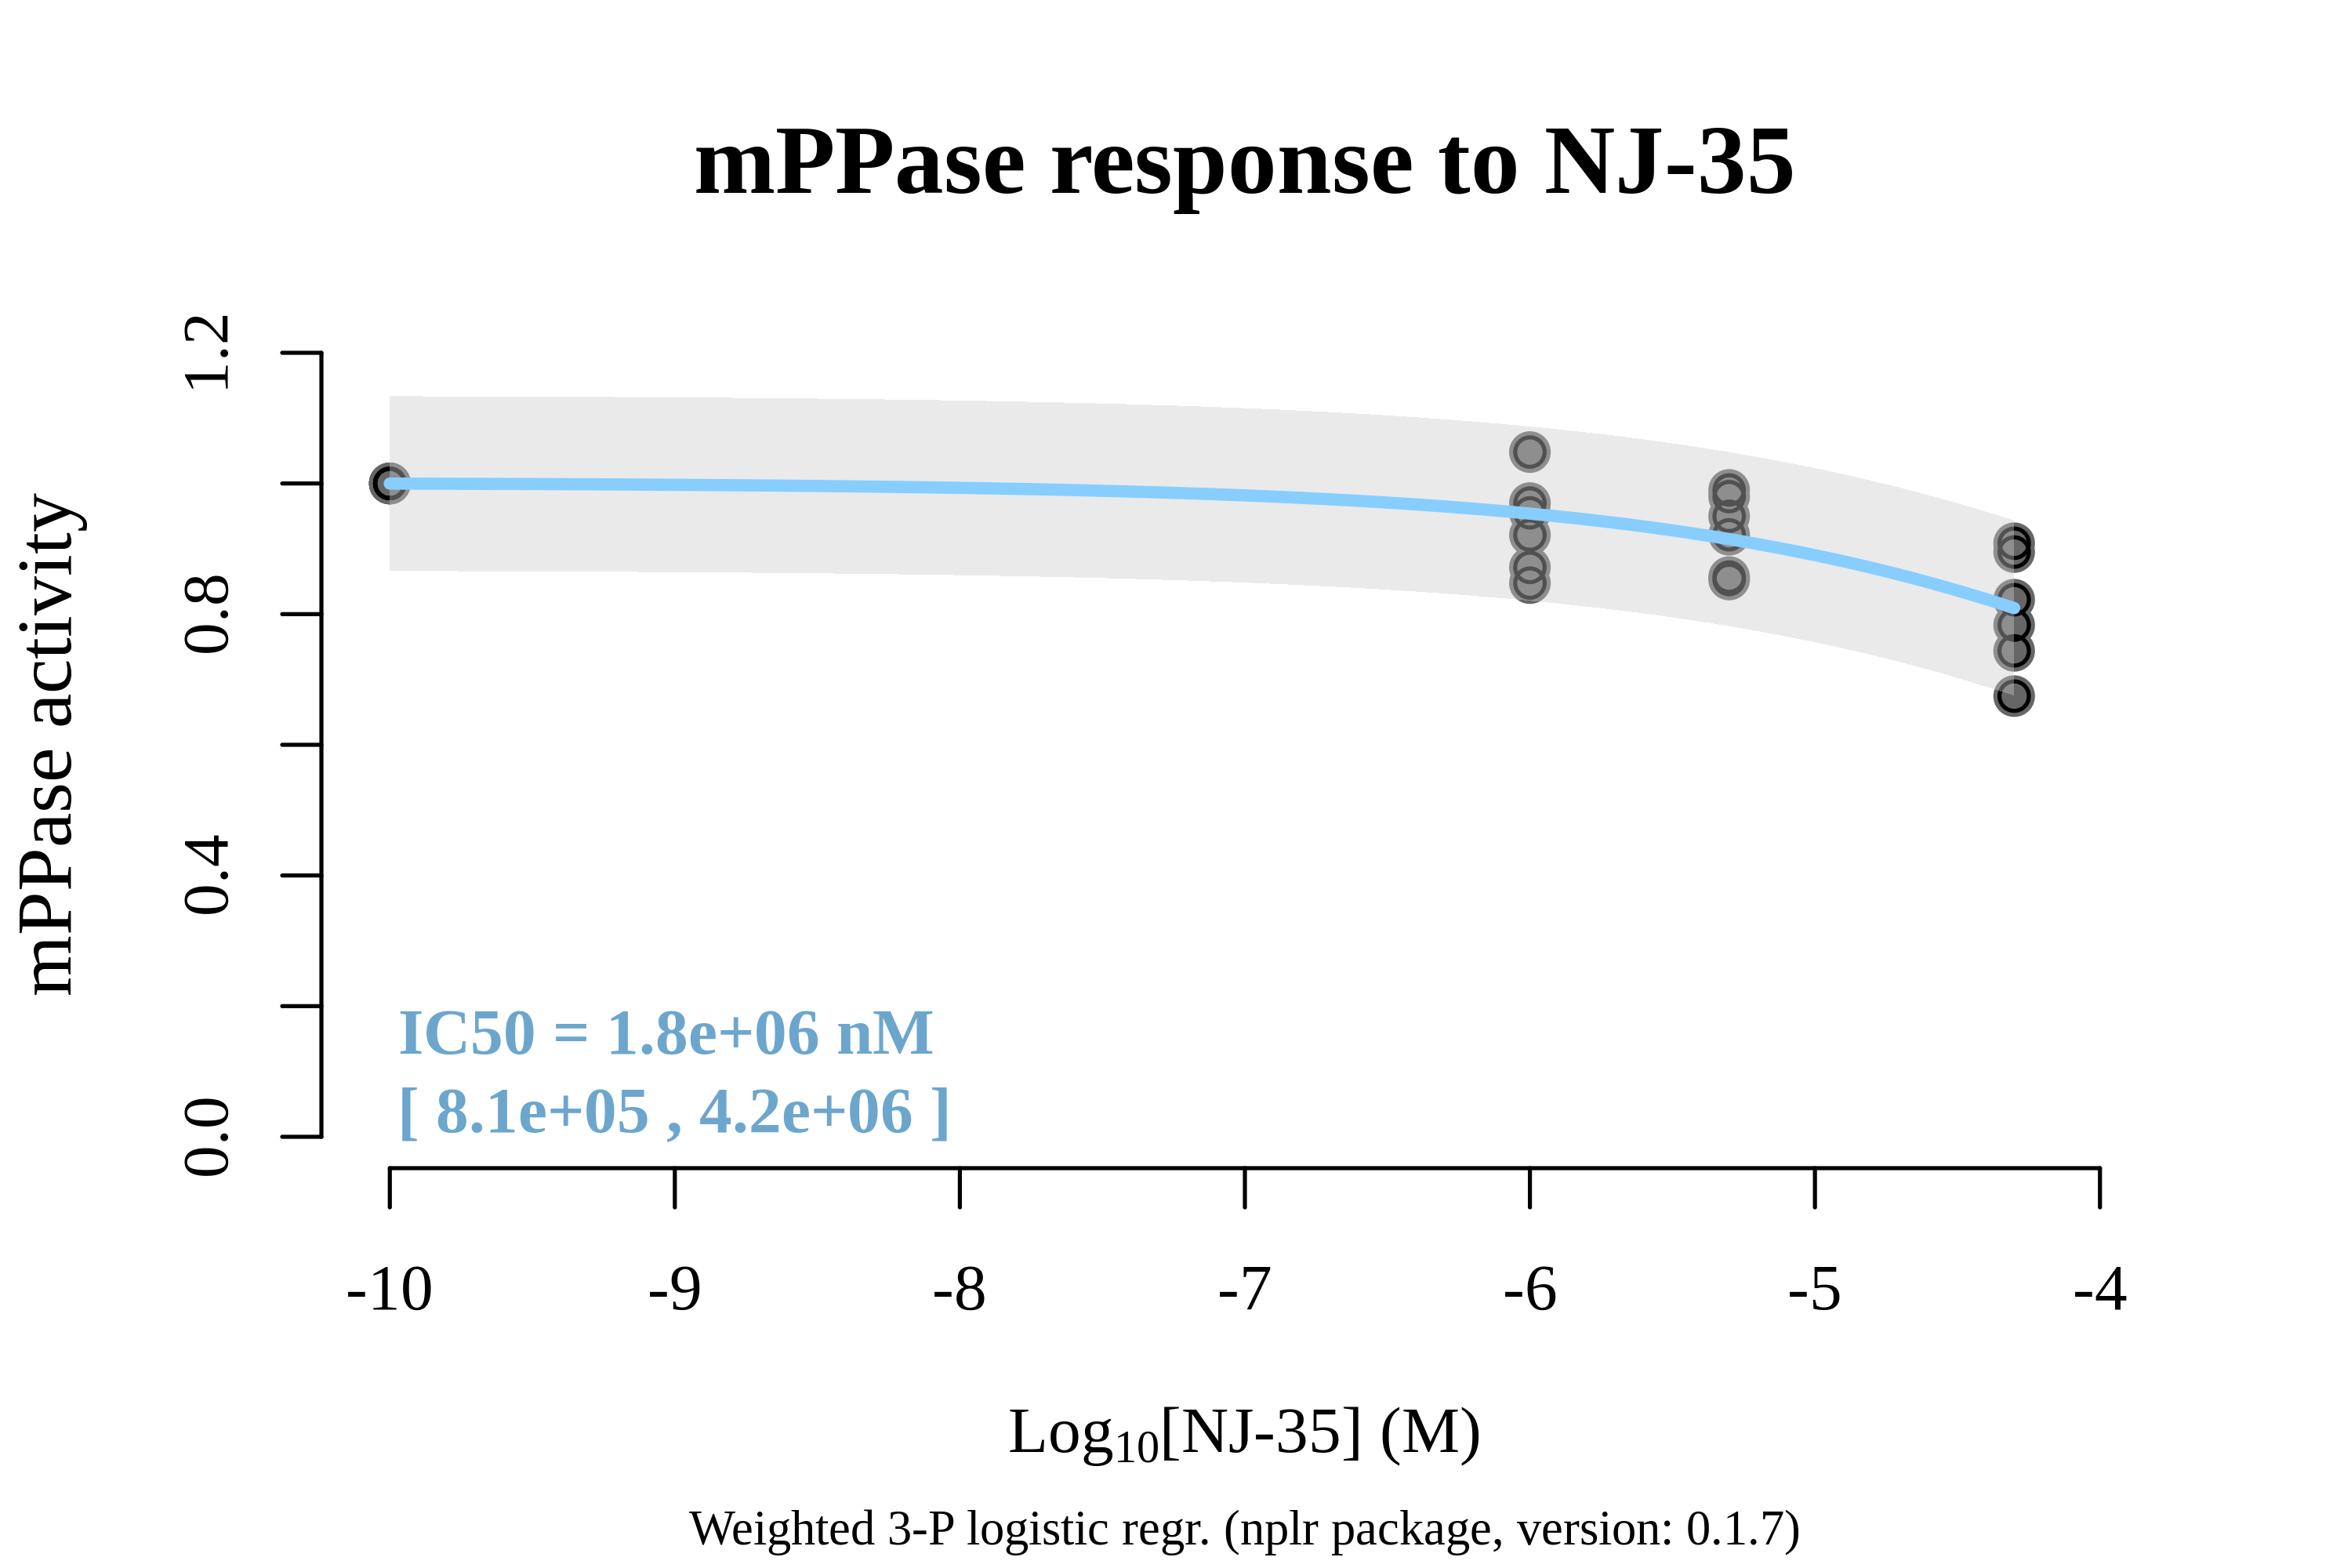 mPPase response to NJ-35
mPPase activity
1.2
0.8
0.4
0.0
IC50 = 1.8e+06 nM
[ 8.1e+05 , 4.2e+06 ]
-10 -9 -8 -7 -6 -5 -4
Log10[NJ-35] (M)
Weighted 3-P logistic regr. (nplr package, version: 0.1.7)